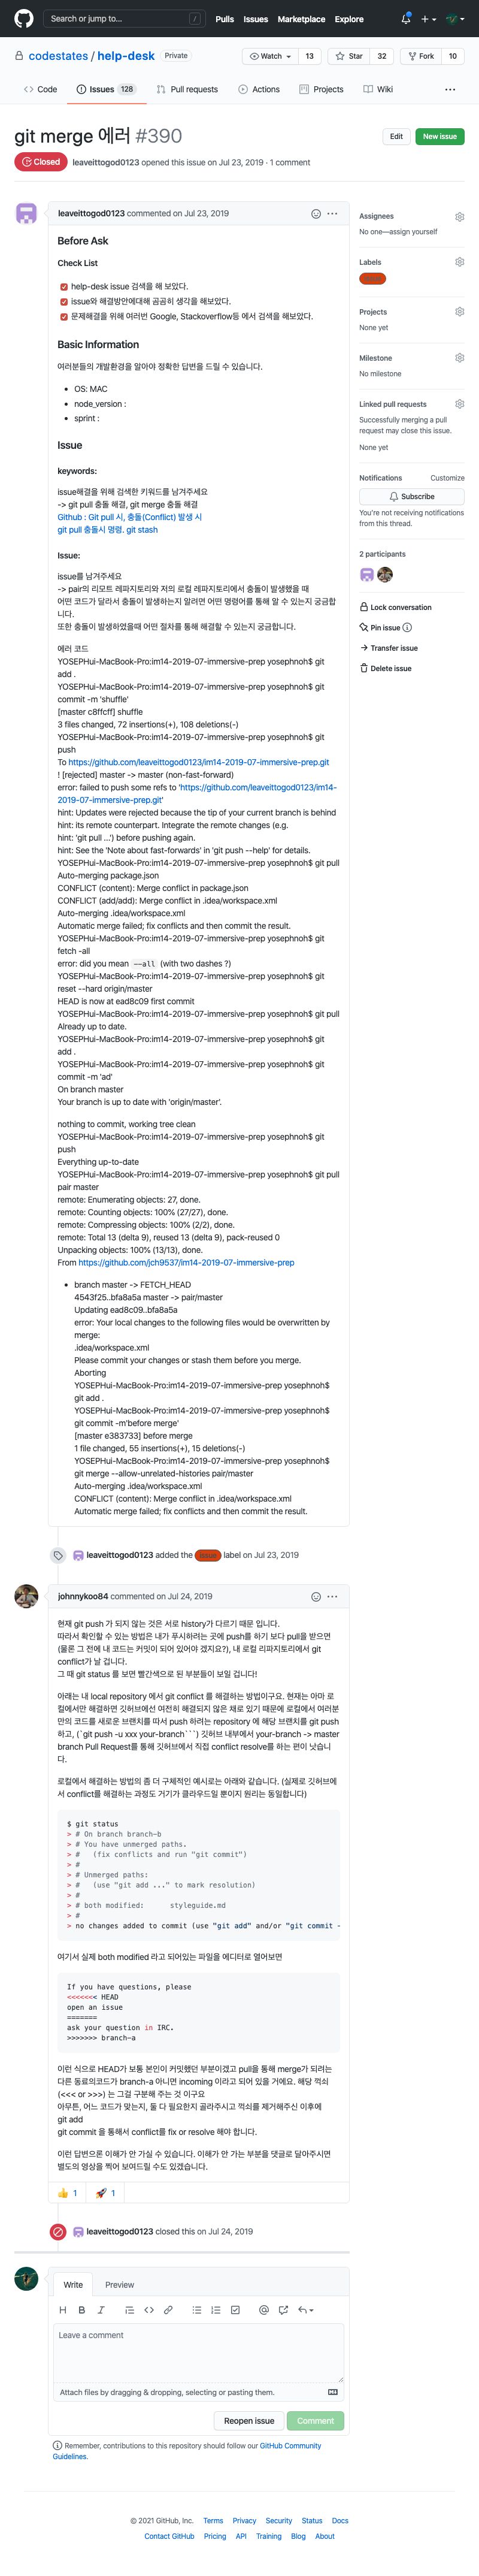 Search or jump to...
/
Pulls Issues Marketplace Explore
codestates / help-desk Private
Watch 13
Star 32
Fork 10
Code
Issues 128
Pull requests
Actions
Projects
Wiki
git merge 에러 #390
Edit
New issue
Closed
leaveittogod0123 opened this issue on Jul 23, 2019 · 1 comment
leaveittogod0123 commented on Jul 23, 2019
Before Ask
Check List
help-desk issue 검색을 해 보았다.
issue와 해결방안에대해 곰곰히 생각을 해보았다.
문제해결을 위해 여러번 Google, Stackoverflow등 에서 검색을 해보았다.
Basic Information
여러분들의 개발환경을 알아야 정확한 답변을 드릴 수 있습니다.
• OS: MAC
• node_version :
• sprint :
Issue
keywords:
issue해결을 위해 검색한 키워드를 남겨주세요
-> git pull 충돌 해결, git merge 충돌 해결
Github : Git pull 시, 충돌(Conflict) 발생 시
git pull 충돌시 명령. git stash
Issue:
issue를 남겨주세요
-> pair의 리모트 레파지토리와 저의 로컬 레파지토리에서 충돌이 발생했을 때
어떤 코드가 달라서 충돌이 발생하는지 알려면 어떤 명령어를 통해 알 수 있는지 궁금합
니다.
또한 충돌이 발생하였을때 어떤 절차를 통해 해결할 수 있는지 궁금합니다.
에러 코드
YOSEPHui-MacBook-Pro:im14-2019-07-immersive-prep yosephnoh$ git
add .
YOSEPHui-MacBook-Pro:im14-2019-07-immersive-prep yosephnoh$ git
commit -m 'shuffle'
[master c8ffcff] shuffle
3 files changed, 72 insertions(+), 108 deletions(-)
YOSEPHui-MacBook-Pro:im14-2019-07-immersive-prep yosephnoh$ git
push
To https://github.com/leaveittogod0123/im14-2019-07-immersive-prep.git
! [rejected] master -> master (non-fast-forward)
error: failed to push some refs to 'https://github.com/leaveittogod0123/im14-
2019-07-immersive-prep.git'
hint: Updates were rejected because the tip of your current branch is behind
hint: its remote counterpart. Integrate the remote changes (e.g.
hint: 'git pull ...') before pushing again.
hint: See the 'Note about fast-forwards' in 'git push --help' for details.
YOSEPHui-MacBook-Pro:im14-2019-07-immersive-prep yosephnoh$ git pull
Auto-merging package.json
CONFLICT (content): Merge conflict in package.json
CONFLICT (add/add): Merge conflict in .idea/workspace.xml
Auto-merging .idea/workspace.xml
Automatic merge failed; fix conflicts and then commit the result.
YOSEPHui-MacBook-Pro:im14-2019-07-immersive-prep yosephnoh$ git
fetch -all
error: did you mean --all (with two dashes ?)
YOSEPHui-MacBook-Pro:im14-2019-07-immersive-prep yosephnoh$ git
reset --hard origin/master
HEAD is now at ead8c09 first commit
YOSEPHui-MacBook-Pro:im14-2019-07-immersive-prep yosephnoh$ git pull
Already up to date.
YOSEPHui-MacBook-Pro:im14-2019-07-immersive-prep yosephnoh$ git
add .
YOSEPHui-MacBook-Pro:im14-2019-07-immersive-prep yosephnoh$ git
commit -m 'ad'
On branch master
Your branch is up to date with 'origin/master'.
nothing to commit, working tree clean
YOSEPHui-MacBook-Pro:im14-2019-07-immersive-prep yosephnoh$ git
push
Everything up-to-date
YOSEPHui-MacBook-Pro:im14-2019-07-immersive-prep yosephnoh$ git pull
pair master
remote: Enumerating objects: 27, done.
remote: Counting objects: 100% (27/27), done.
remote: Compressing objects: 100% (2/2), done.
remote: Total 13 (delta 9), reused 13 (delta 9), pack-reused 0
Unpacking objects: 100% (13/13), done.
From https://github.com/jch9537/im14-2019-07-immersive-prep
• branch master -> FETCH_HEAD
4543f25..bfa8a5a master -> pair/master
Updating ead8c09..bfa8a5a
error: Your local changes to the following files would be overwritten by
merge:
.idea/workspace.xml
Please commit your changes or stash them before you merge.
Aborting
YOSEPHui-MacBook-Pro:im14-2019-07-immersive-prep yosephnoh$
git add .
YOSEPHui-MacBook-Pro:im14-2019-07-immersive-prep yosephnoh$
git commit -m'before merge'
[master e383733] before merge
1 file changed, 55 insertions(+), 15 deletions(-)
YOSEPHui-MacBook-Pro:im14-2019-07-immersive-prep yosephnoh$
git merge --allow-unrelated-histories pair/master
Auto-merging .idea/workspace.xml
CONFLICT (content): Merge conflict in .idea/workspace.xml
Automatic merge failed; fix conflicts and then commit the result.
Assignees
No one—assign yourself
Labels
Projects
None yet
Milestone
No milestone
Linked pull requests
Successfully merging a pull
request may close this issue.
None yet
Notifications Customize
Subscribe
You're not receiving notifications
from this thread.
2 participants
Lock conversation
Pin issue
Transfer issue
Delete issue
leaveittogod0123 added the label on Jul 23, 2019
johnnykoo84 commented on Jul 24, 2019
현재 git push 가 되지 않는 것은 서로 history가 다르기 때문 입니다.
따라서 확인할 수 있는 방법은 내가 푸시하려는 곳에 push를 하기 보다 pull을 받으면
(물론 그 전에 내 코드는 커밋이 되어 있어야 겠지요?), 내 로컬 리파지토리에서 git
conflict가 날 겁니다.
그 때 git status 를 보면 빨간색으로 된 부분들이 보일 겁니다!
아래는 내 local repository 에서 git conflict 를 해결하는 방법이구요. 현재는 아마 로
컬에서만 해결하면 깃허브에선 여전히 해결되지 않은 채로 있기 때문에 로컬에서 여러분
만의 코드를 새로운 브랜치를 따서 push 하려는 repository 에 해당 브랜치를 git push
하고, (`git push -u xxx your-branch```) 깃허브 내부에서 your-branch -> master
branch Pull Request를 통해 깃허브에서 직접 conflict resolve를 하는 편이 낫습니
다.
로컬에서 해결하는 방법의 좀 더 구체적인 예시로는 아래와 같습니다. (실제로 깃허브에
서 conflict를 해결하는 과정도 거기가 클라우드일 뿐이지 원리는 동일합니다)
$ git status
> # On branch branch-b
> # You have unmerged paths.
> #   (fix conflicts and run "git commit")
> #
> # Unmerged paths:
> #   (use "git add ..." to mark resolution)
> #
> # both modified:      styleguide.md
> #
> no changes added to commit (use "git add" and/or "git commit -
여기서 실제 both modified 라고 되어있는 파일을 에디터로 열어보면
If you have questions, please
<<<<<<< HEAD
open an issue
=======
ask your question in IRC.
>>>>>>> branch-a
이런 식으로 HEAD가 보통 본인이 커밋했던 부분이겠고 pull을 통해 merge가 되려는
다른 동료의코드가 branch-a 아니면 incoming 이라고 되어 있을 거에요. 해당 꺽쇠
(<<< or >>>) 는 그걸 구분해 주는 것 이구요
아무튼, 어느 코드가 맞는지, 둘 다 필요한지 골라주시고 꺽쇠를 제거해주신 이후에
git add
git commit 을 통해서 conflict를 fix or resolve 해야 합니다.
이런 답변으론 이해가 안 가실 수 있습니다. 이해가 안 가는 부분을 댓글로 달아주시면
별도의 영상을 찍어 보여드릴 수도 있겠습니다.
1 1
leaveittogod0123 closed this on Jul 24, 2019
Write Preview
Leave a comment
Attach files by dragging & dropping, selecting or pasting them.
Reopen issue
Comment
Remember, contributions to this repository should follow our GitHub Community
Guidelines.
© 2021 GitHub, Inc. Terms Privacy Security Status Docs
Contact GitHub Pricing API Training Blog About